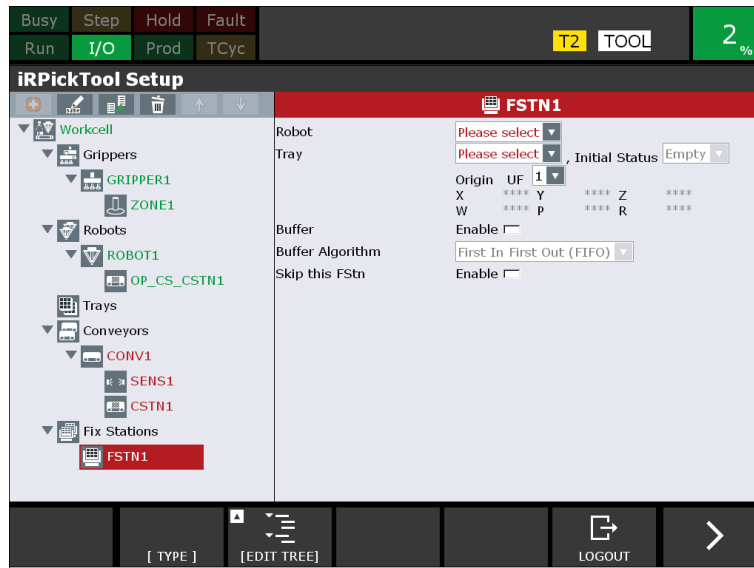 Busy Step Hold Fault
Run I/O Prod TCyc
T2 TOOL
2 %
iRPickTool Setup
FSTN1
Workcell
Grippers
GRIPPER1
ZONE1
Robots
ROBOT1
OP_CS_CSTN1
Trays
Conveyors
CONV1
SENS1
CSTN1
Fix Stations
FSTN1
Robot Please select
Tray Please select , Initial Status Empty
Origin UF 1
X **** Y **** Z ****
W **** P **** R ****
Buffer Enable
Buffer Algorithm First In First Out (FIFO)
Skip this FStn Enable
[ TYPE ] [EDIT TREE] LOGOUT